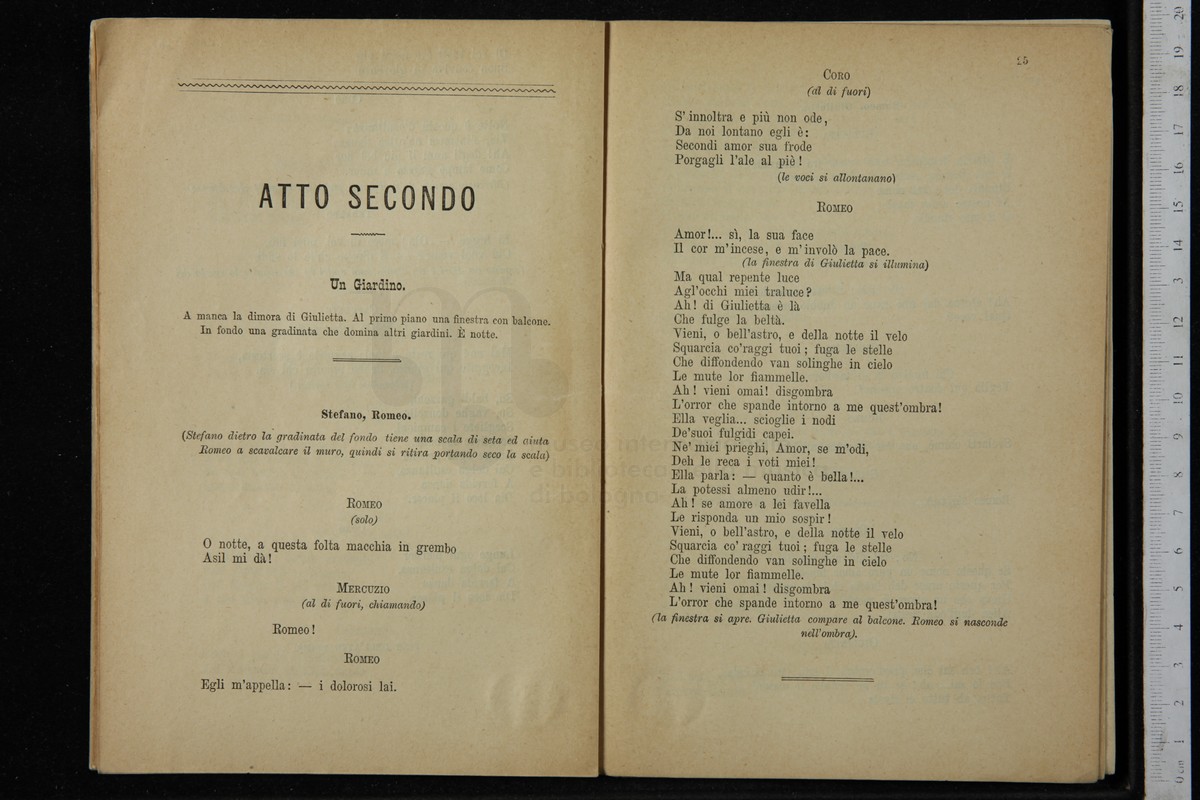 ATTO SECONDO
Un Giardino.
A manca la dimora di Giulietta. Al primo piano una finestra con balcone.
In fondo una gradinata che domina altri giardini. È notte.
Stefano, Romeo.
(Stefano dietro la gradinata del fondo tiene una scala di seta ed aiuta
Romeo a scavalcare il muro, quindi si ritira portando seco la scala)
ROMEO
(solo)
O notte, a questa folta macchia in grembo
Asil mi dà!
MERCUZIO
(al di fuori, chiamando)
Romeo!
ROMEO
Egli m'appella: — i dolorosi lai.
25
CORO
(al di fuori)
S'innoltra e più non ode,
Da noi lontano egli è:
Secondi amor sua frode
Porgagli l'ale al piè!
(le voci si allontanano)
ROMEO
Amor!... sì, la sua face
Il cor m'incese, e m'involò la pace.
(la finestra di Giulietta si illumina)
Ma qual repente luce
Agl'occhi miei traluce?
Ah! di Giulietta è là
Che fulge la beltà.
Vieni, o bell'astro, e della notte il velo
Squarcia co'raggi tuoi; fuga le stelle
Che diffondendo van solinghe in cielo
Le mute lor fiammelle.
Ah! vieni omai! disgombra
L'orror che spande intorno a me quest'ombra!
Ella veglia... scioglie i nodi
De'suoi fulgidi capei.
Ne' miei prieghi, Amor, se m'odi,
Deh le reca i voti miei!
Ella parla: — quanto è bella!...
La potessi almeno udir!...
Ah! se amore a lei favella
Le risponda un mio sospir!
Vieni, o bell'astro, e della notte il velo
Squarcia co' raggi tuoi; fuga le stelle
Che diffondendo van solinghe in cielo
Le mute lor fiammelle.
Ah! vieni omai! disgombra
L'orror che spande intorno a me quest'ombra!
(la finestra si apre. Giulietta compare al balcone. Romeo si nasconde
nell'ombra).